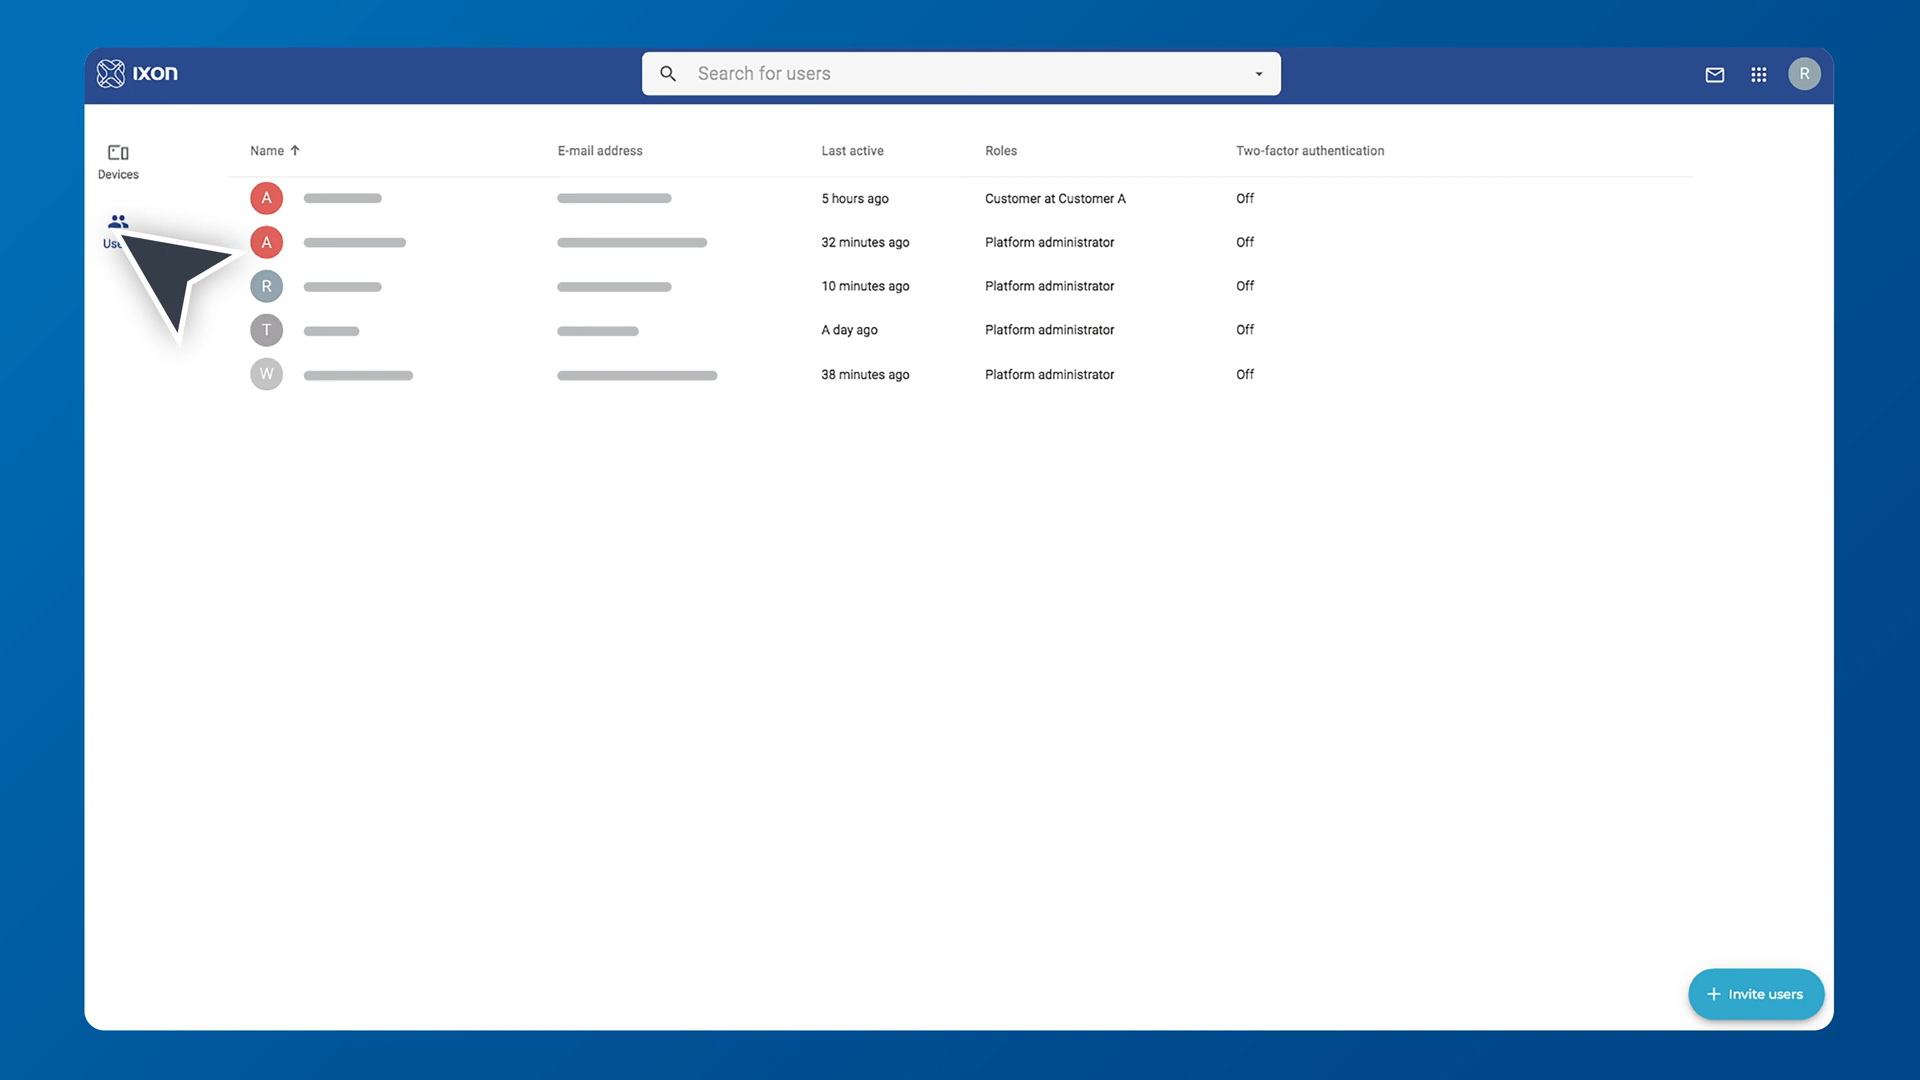 IXON
Search for users
R
Devices
Name E-mail address Last active Roles Two-factor authentication
A 5 hours ago Customer at Customer A Off
A 32 minutes ago Platform administrator Off
R 10 minutes ago Platform administrator Off
T A day ago Platform administrator Off
W 38 minutes ago Platform administrator Off
+ Invite users